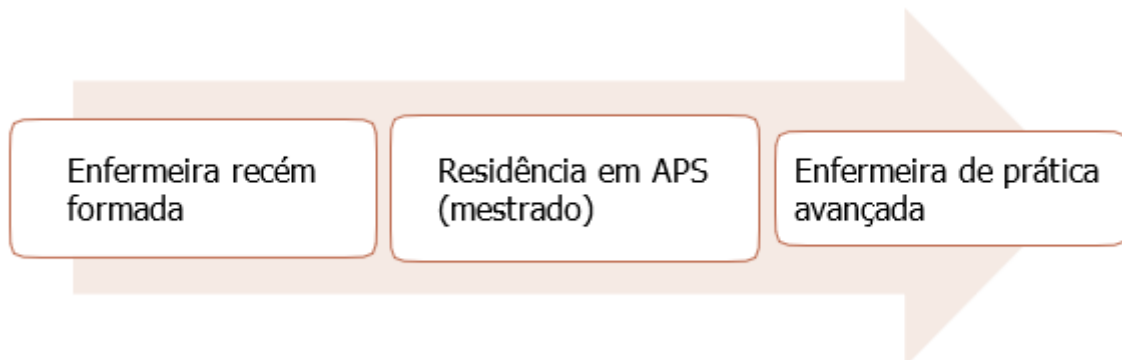 Enfermeira recém
formada
Residência em APS
(mestrado)
Enfermeira de prática
avançada